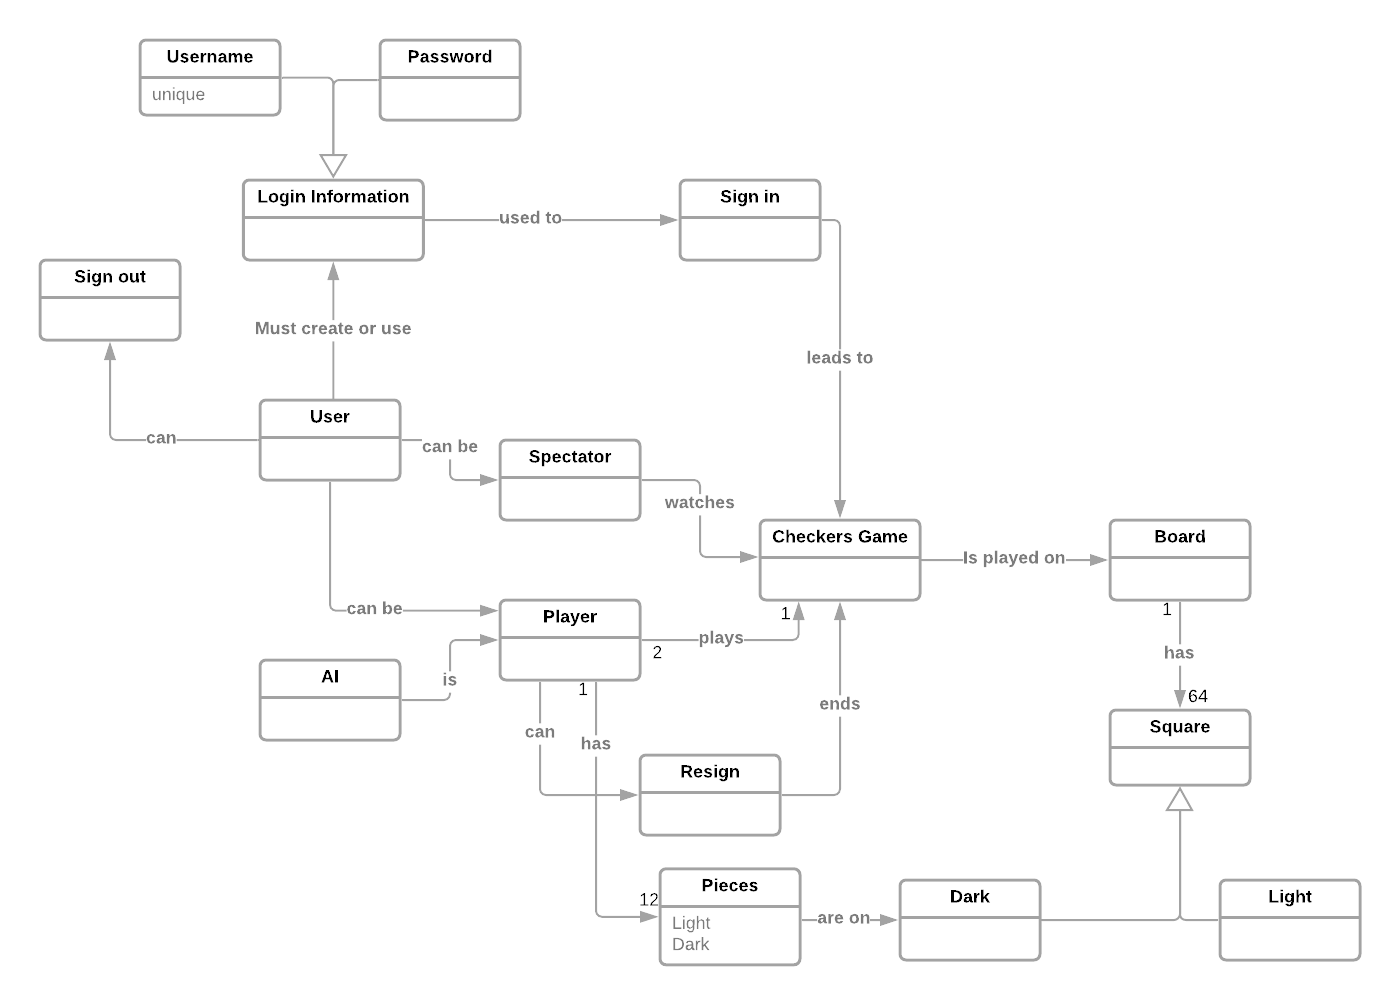 Username
unique
Password
Login Information
used to
Sign in
Sign out
Must create or use
leads to
User
can
can be
Spectator
watches
Checkers Game
Is played on
Board
can be
Player
1
plays
2
1
has
64
AI
is
1
can
has
ends
Square
Resign
12
Pieces
Light
Dark
are on
Dark
Light